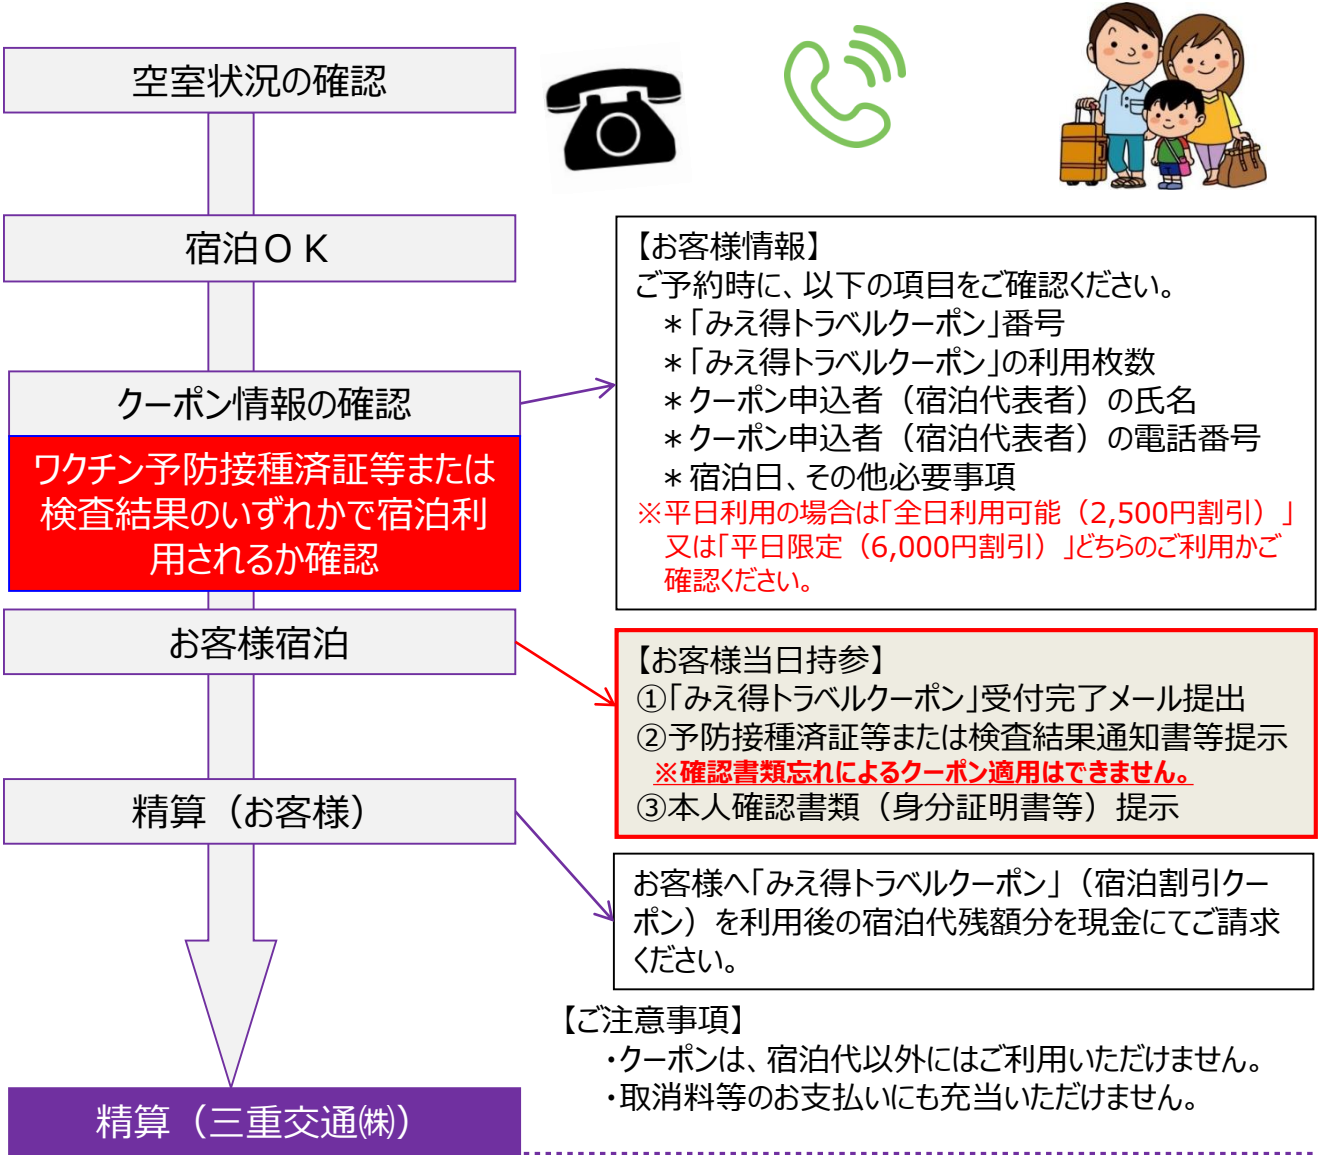 空室状況の確認
宿泊OK
クーポン情報の確認
ワクチン予防接種済証等または
検査結果のいずれかで宿泊利
用されるか確認
お客様宿泊
精算（お客様）
精算（三重交通㈱）
【お客様情報】
ご予約時に、以下の項目をご確認ください。
＊「みえ得トラベルクーポン」番号
＊「みえ得トラベルクーポン」の利用枚数
＊クーポン申込者（宿泊代表者）の氏名
＊クーポン申込者（宿泊代表者）の電話番号
＊宿泊日、その他必要事項
※平日利用の場合は「全日利用可能（2,500円割引）」
又は「平日限定（6,000円割引）」どちらのご利用かご
確認ください。
【お客様当日持参】
①「みえ得トラベルクーポン」受付完了メール提出
②予防接種済証等または検査結果通知書等提示
※確認書類忘れによるクーポン適用はできません。
③本人確認書類（身分証明書等）提示
お客様へ「みえ得トラベルクーポン」（宿泊割引クー
ポン）を利用後の宿泊代残額分を現金にてご請求
ください。
【ご注意事項】
・クーポンは、宿泊代以外にはご利用いただけません。
・取消料等のお支払いにも充当いただけません。